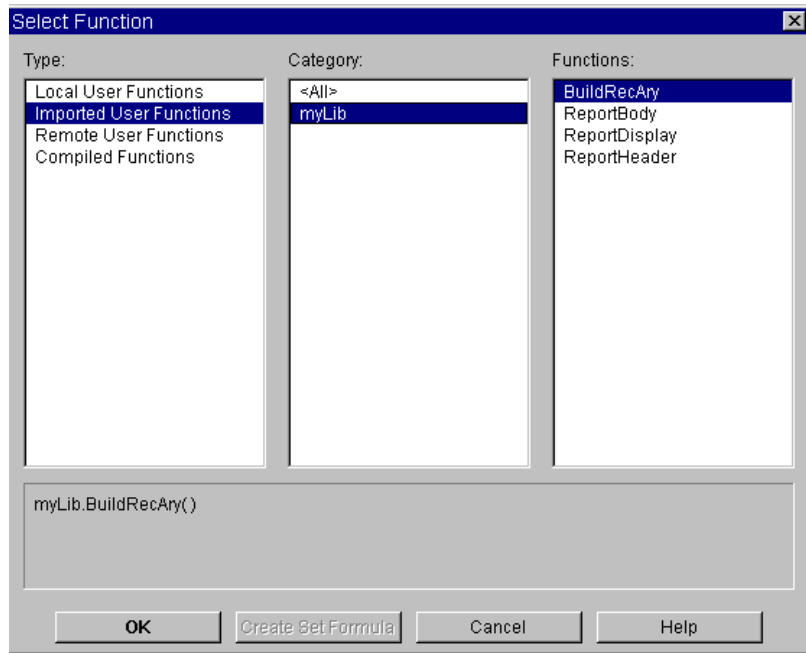 Select Function
Type:
Local User Functions
Imported User Functions
Remote User Functions
Compiled Functions
Category:
<All>
myLib
Functions:
BuildRecAry
ReportBody
ReportDisplay
ReportHeader
myLib.BuildRecAry()
OK
Create Set Formula
Cancel
Help